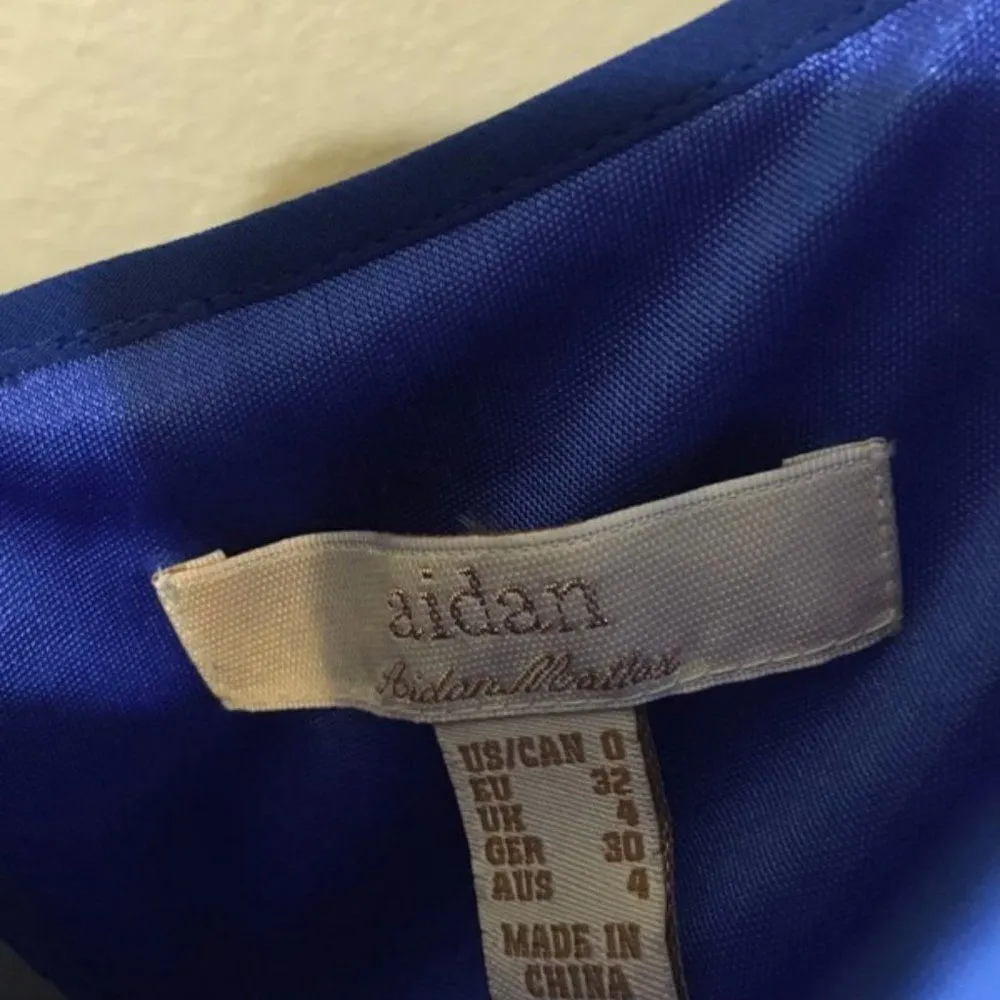 aidan
Aidan Mattox
US/CAN 0
EU 32
UK 4
GER 30
AUS 4
MADE IN
CHINA